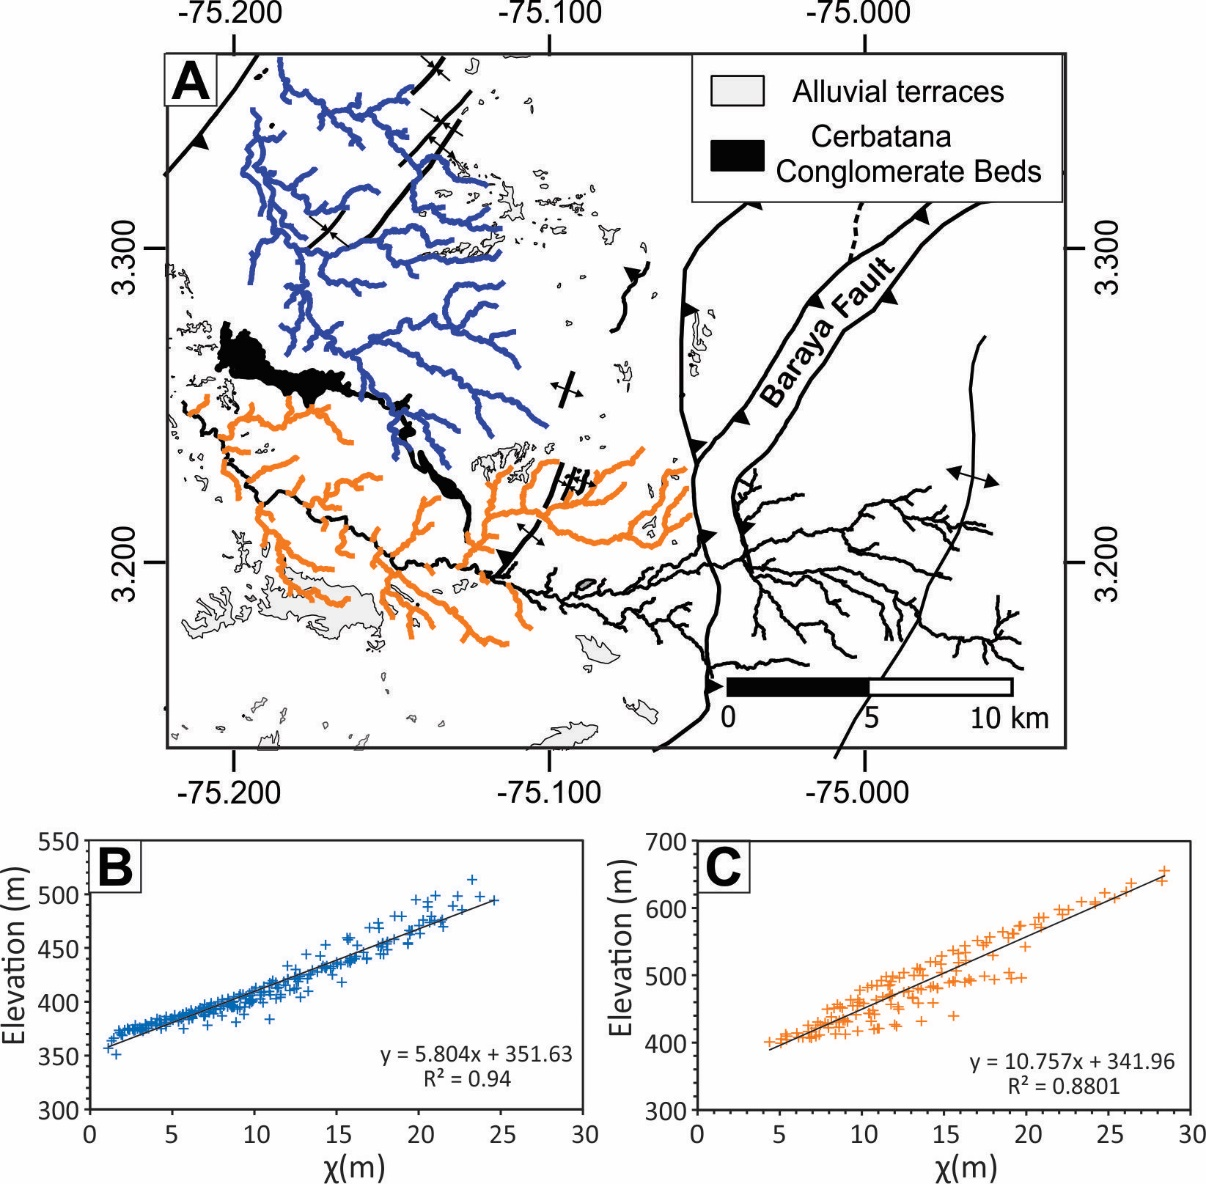 -75.200 -75.100 -75.000
A
Alluvial terraces
Cerbatana
Conglomerate Beds
3.300 3.300
Baraya Fault
3.200 3.200
0 5 10 km
-75.200 -75.100 -75.000
B
Elevation (m)
550
500
450
400
350
300
y = 5.804x + 351.63
R² = 0.94
0 5 10 15 20 25 30
χ(m)
C
Elevation (m)
700
600
500
400
300
y = 10.757x + 341.96
R² = 0.8801
0 5 10 15 20 25 30
χ(m)